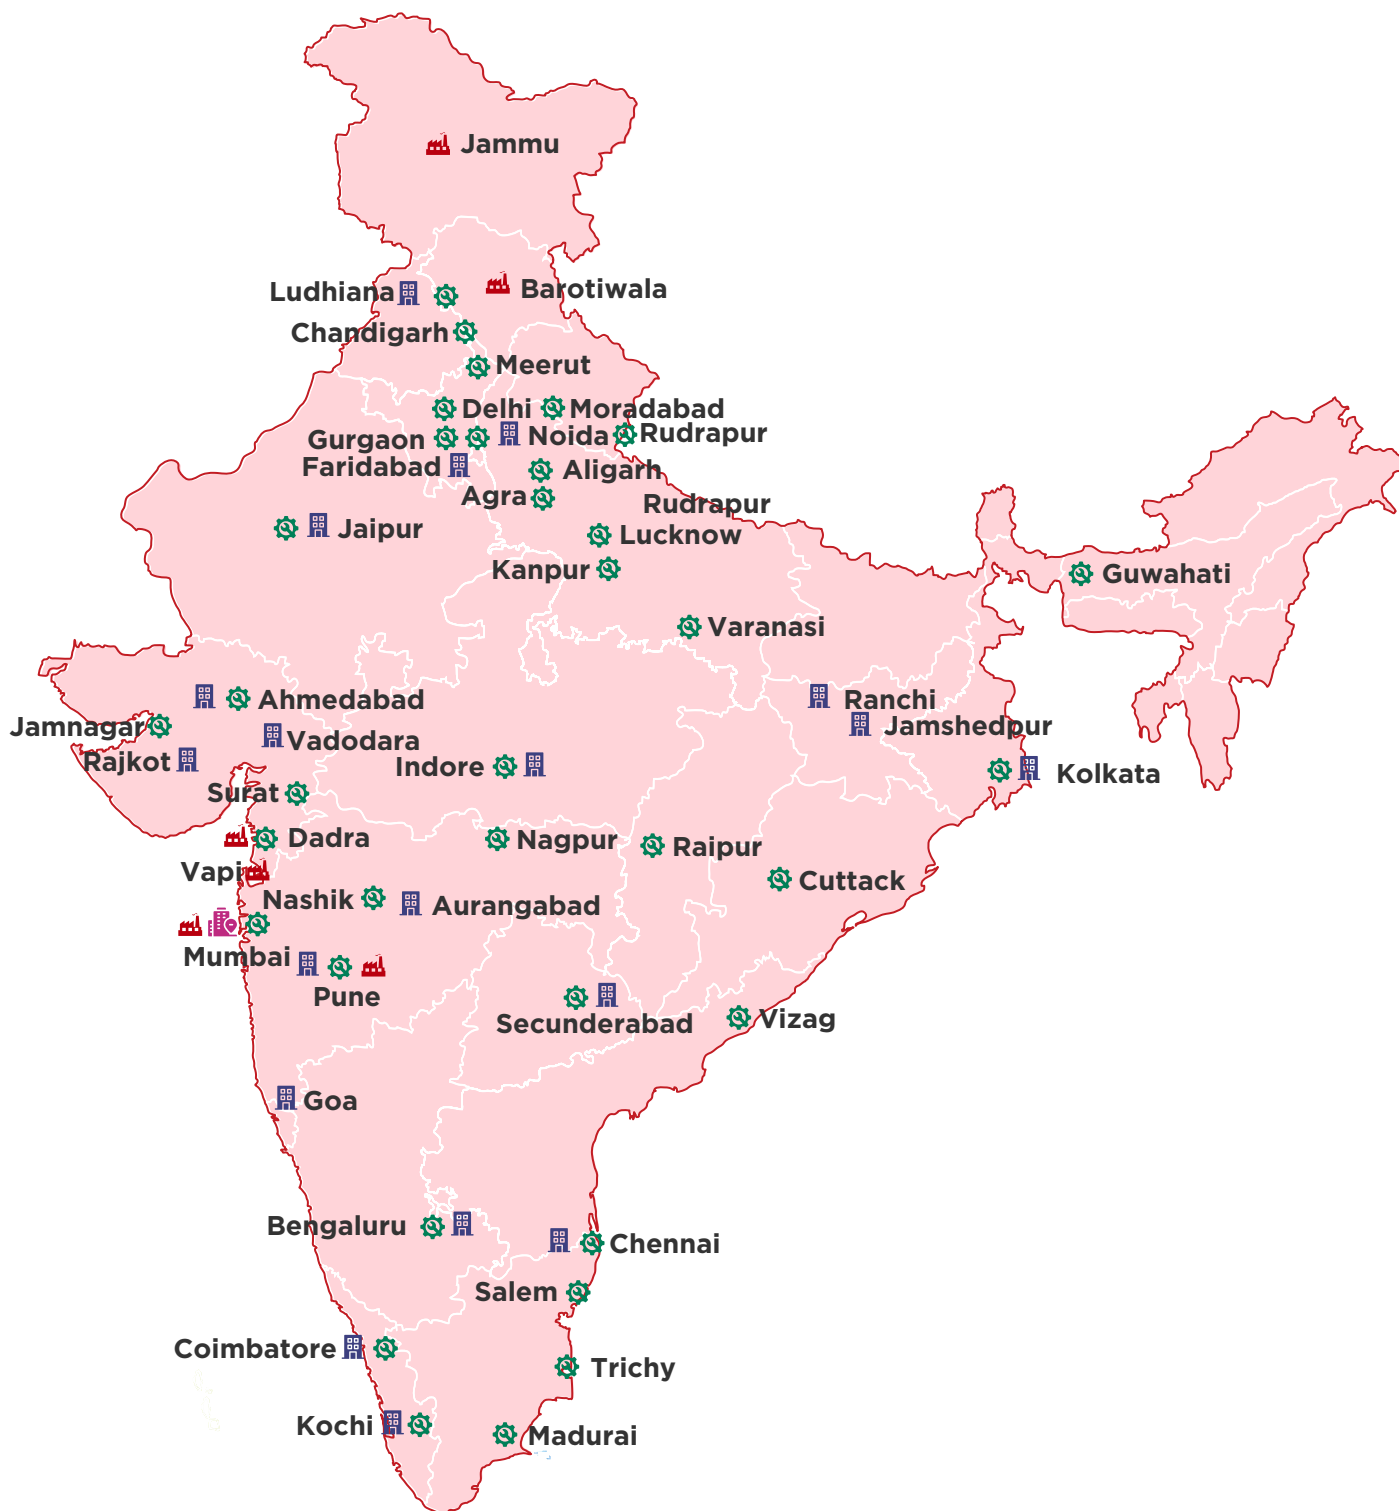 Jammu
Ludhiana
Barotiwala
Chandigarh
Meerut
Delhi
Moradabad
Gurgaon
Noida
Rudrapur
Faridabad
Aligarh
Agra
Rudrapur
Jaipur
Lucknow
Kanpur
Guwahati
Varanasi
Ahmedabad
Ranchi
Jamnagar
Jamshedpur
Vadodara
Rajkot
Indore
Kolkata
Surat
Dadra
Nagpur
Raipur
Vapi
Cuttack
Nashik
Aurangabad
Mumbai
Pune
Secunderabad
Vizag
Goa
Bengaluru
Chennai
Salem
Coimbatore
Trichy
Kochi
Madurai